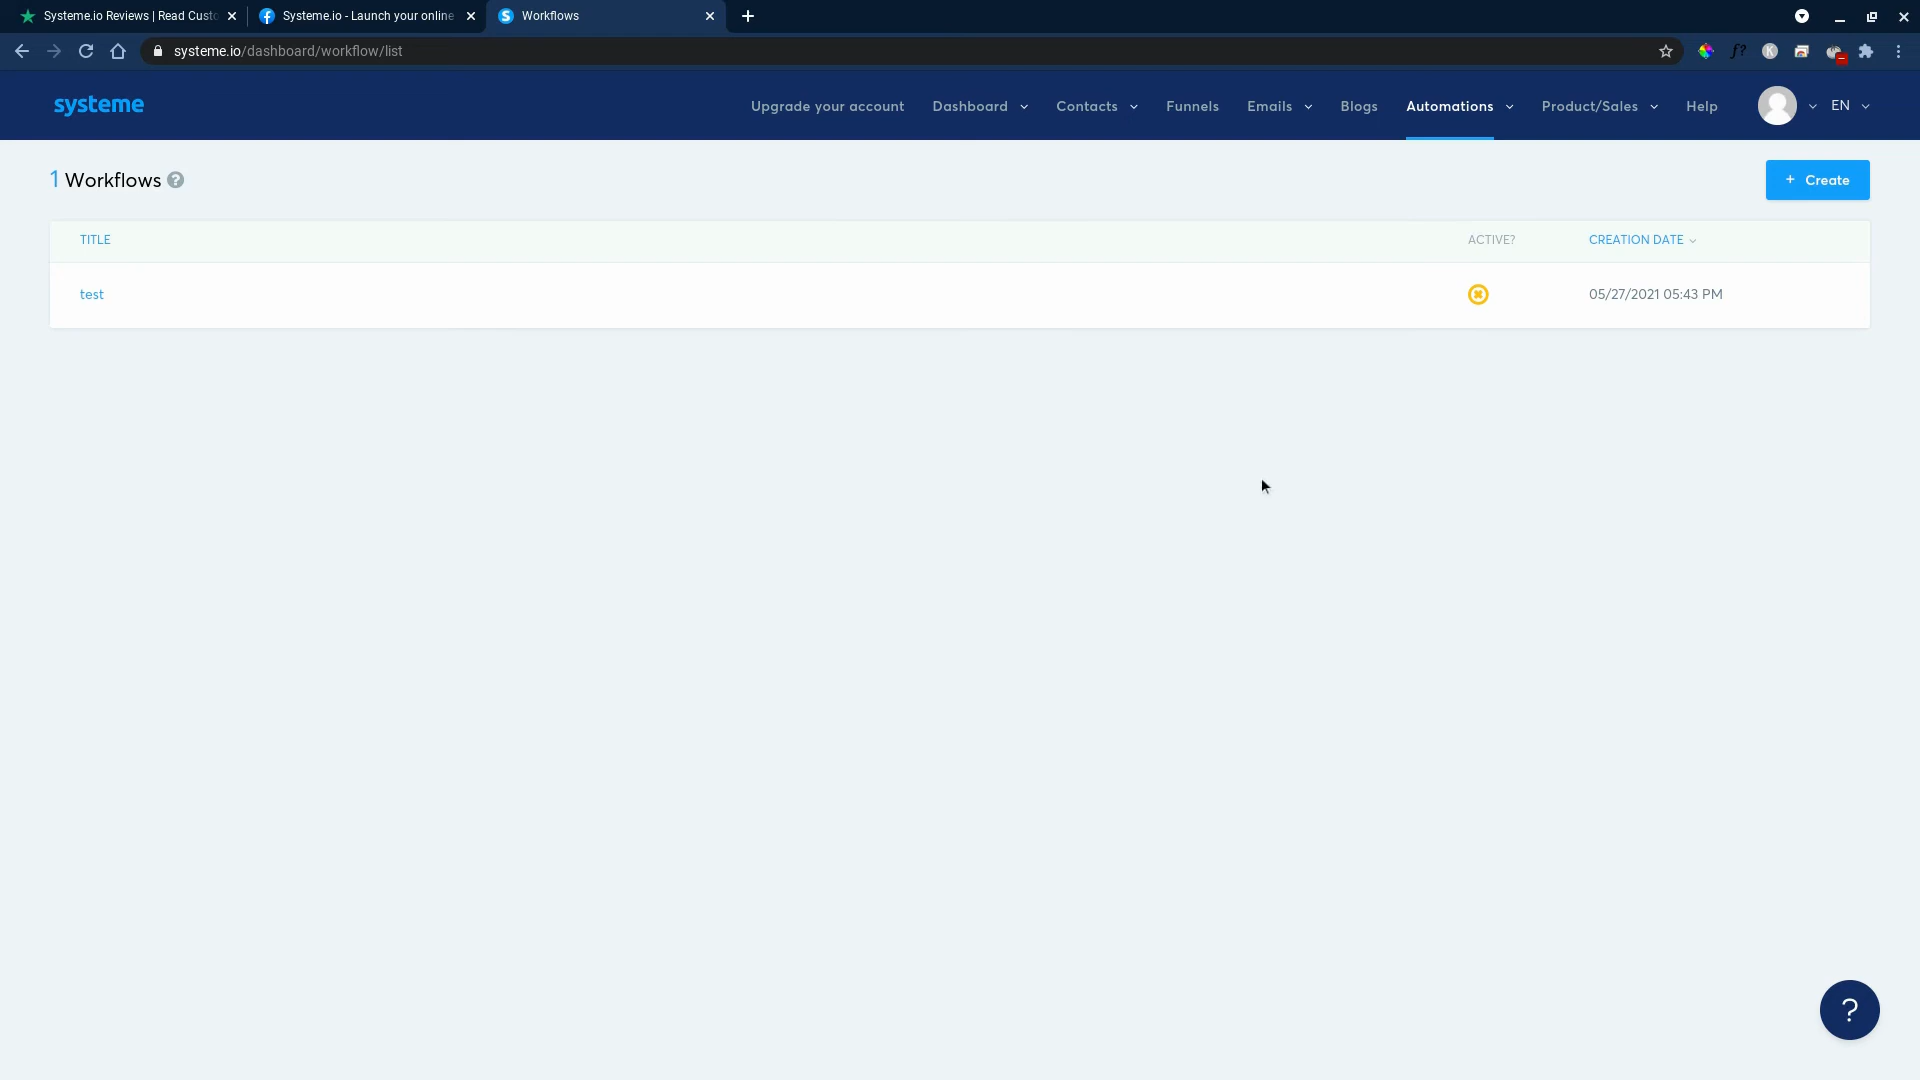 Systeme.io Reviews | Read Custo
Systeme.io - Launch your online
Workflows
systeme.io/dashboard/workflow/list
f?
K
systeme
Upgrade your account
Dashboard
Contacts
Funnels
Emails
Blogs
Automations
Product/Sales
Help
EN
1 Workflows ?
+ Create
TITLE
ACTIVE?
CREATION DATE
test
05/27/2021 05:43 PM
?